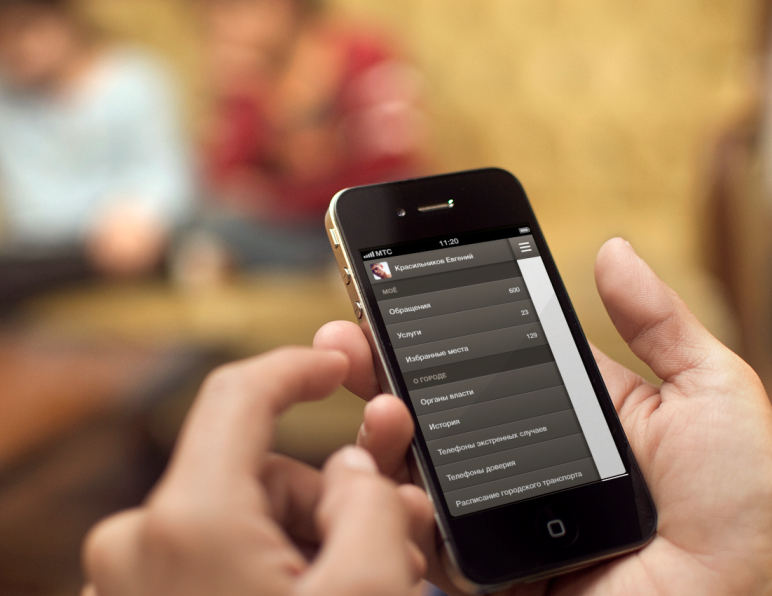 МТС 11:20
Красильников Евгений
МОЁ
Обращения 500
Услуги 23
Избранные места 129
О ГОРОДЕ
Органы власти
История
Телефоны экстренных случаев
Телефоны доверия
Расписание городского транспорта